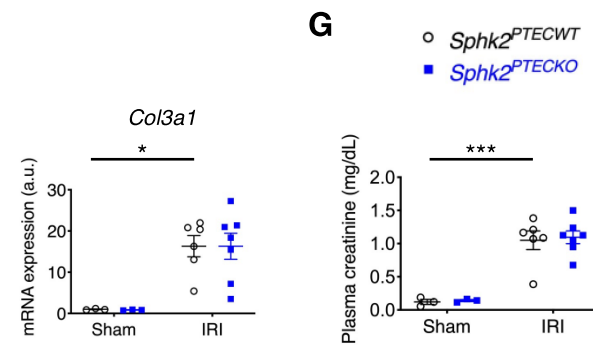 G
Sphk2PTECWT
Sphk2PTECKO
Col3a1
*
mRNA expression (a.u.)
30
20
10
0
Sham
IRI
***
Plasma creatinine (mg/dL)
2.0
1.5
1.0
0.5
0.0
Sham
IRI